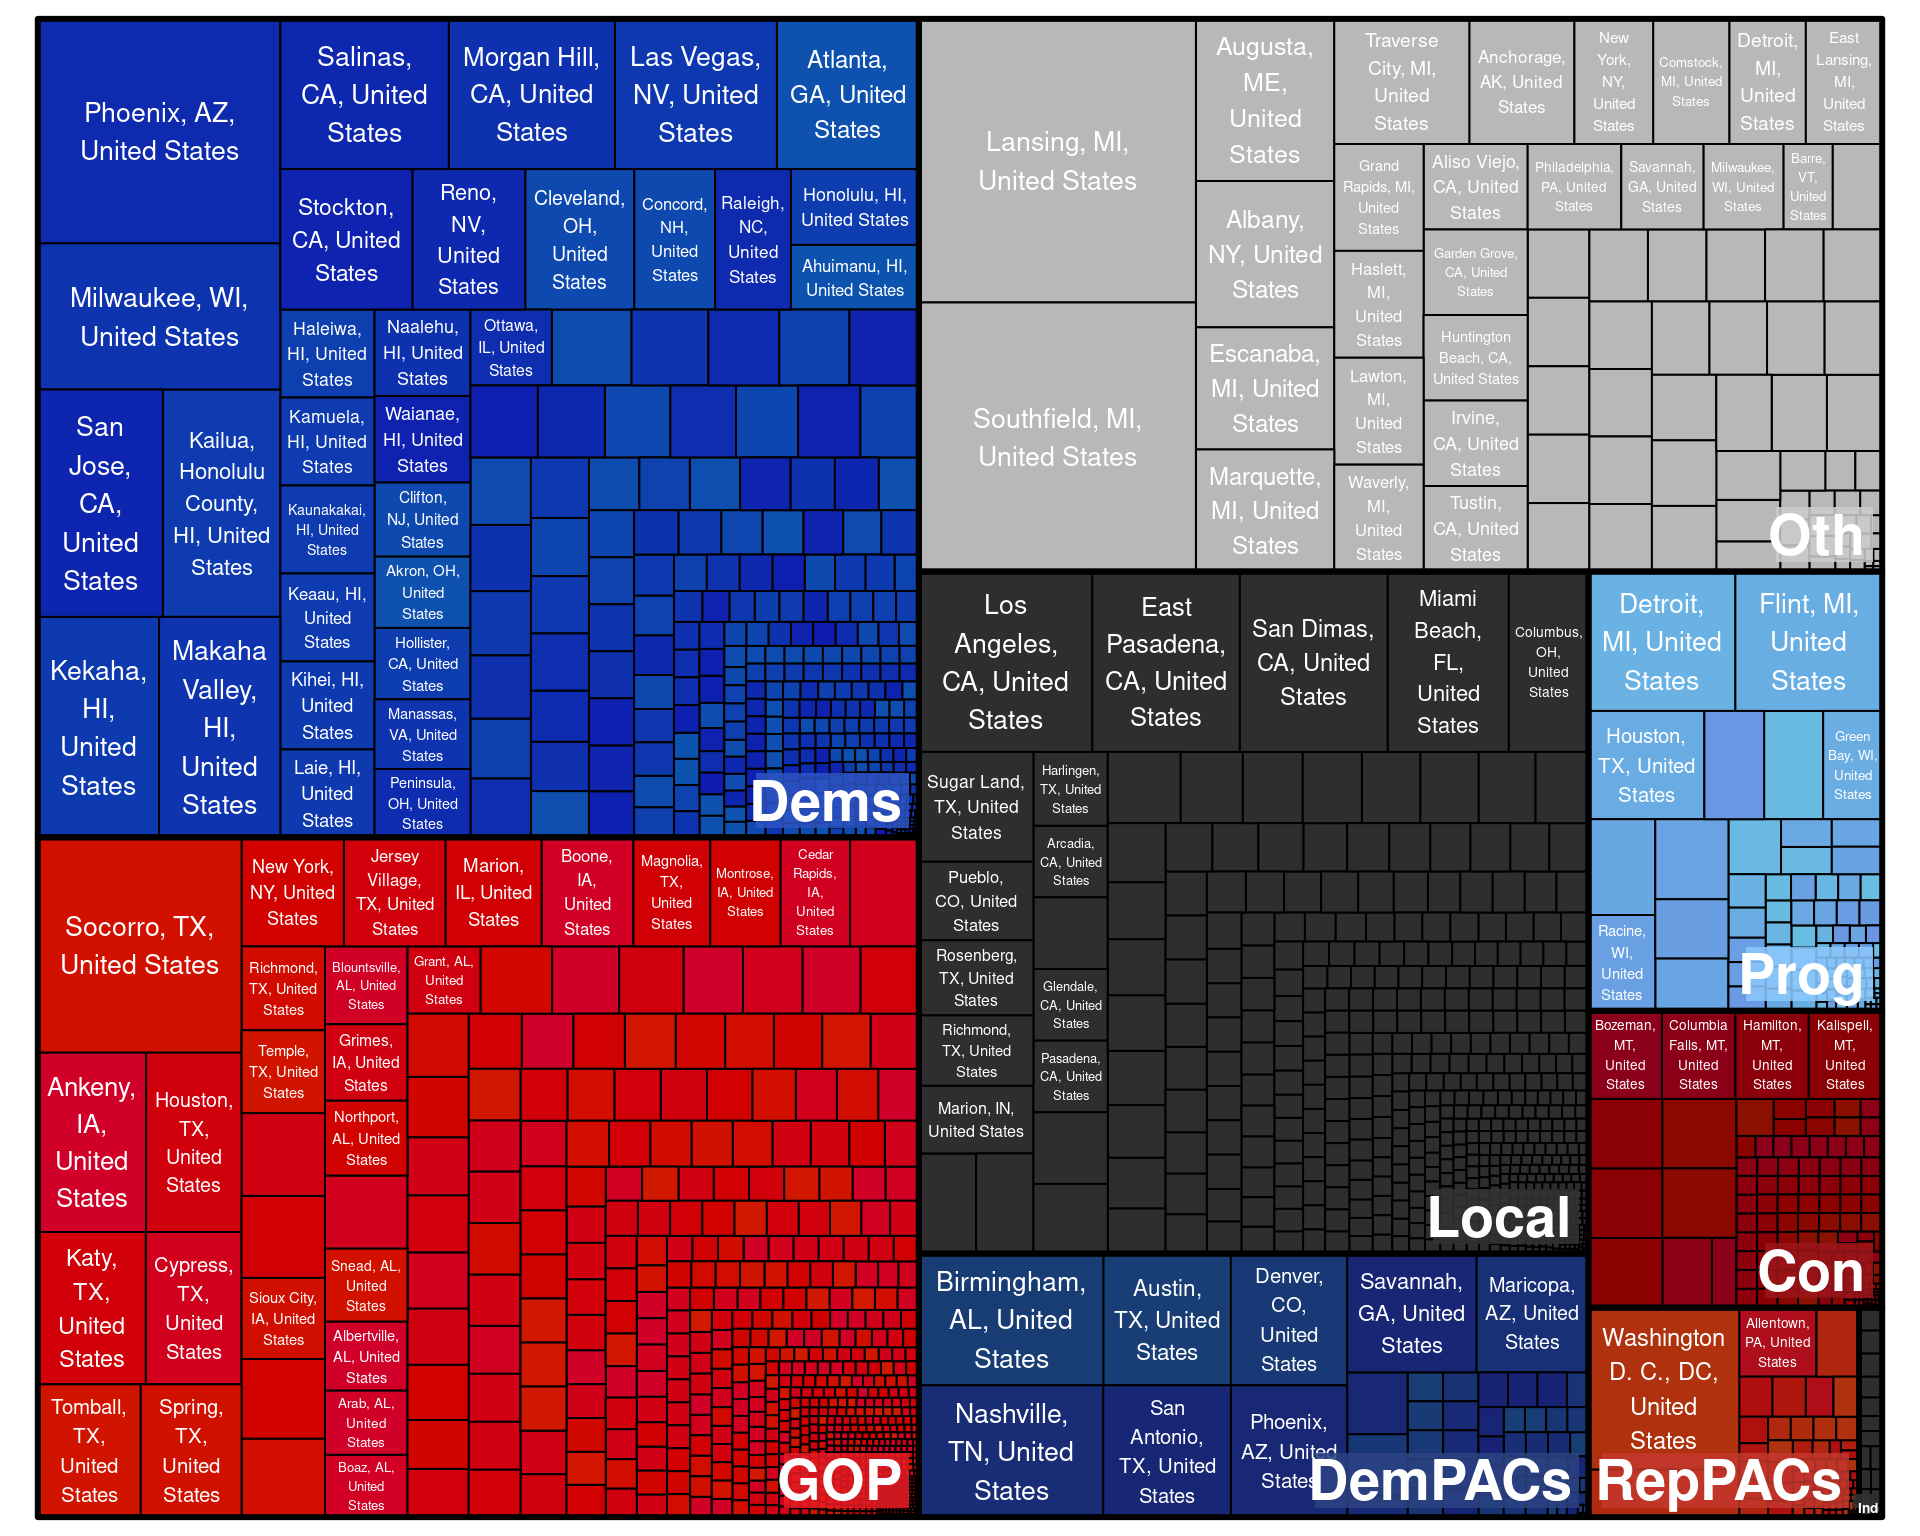 Phoenix, AZ,
United States
Milwaukee, WI,
United States
San
Jose,
CA,
United
States
Kailua,
Honolulu
County,
HI, United
States
Kekaha,
HI,
United
States
Makaha
Valley,
HI,
United
States
Salinas,
CA, United
States
Morgan Hill,
CA, United
States
Las Vegas,
NV, United
States
Atlanta,
GA, United
States
Stockton,
CA, United
States
Reno,
NV,
United
States
Cleveland,
OH,
United
States
Concord,
NH,
United
States
Raleigh,
NC,
United
States
Honolulu, HI,
United States
Ahuimanu, HI,
United States
Haleiwa,
HI, United
States
Kamuela,
HI, United
States
Kaunakakai,
HI, United
States
Keaau, HI,
United
States
Kihei, HI,
United
States
Laie, HI,
United
States
Naalehu,
HI, United
States
Waianae,
HI, United
States
Clifton,
NJ, United
States
Akron, OH,
United
States
Hollister,
CA, United
States
Manassas,
VA, United
States
Peninsula,
OH, United
States
Ottawa,
IL, United
States
Dems
Socorro, TX,
United States
Ankeny,
IA,
United
States
Houston,
TX,
United
States
Katy,
TX,
United
States
Cypress,
TX,
United
States
Tomball,
TX,
United
States
Spring,
TX,
United
States
New York,
NY, United
States
Jersey
Village,
TX, United
States
Marion,
IL, United
States
Boone,
IA,
United
States
Magnolia,
TX,
United
States
Montrose,
IA, United
States
Cedar
Rapids,
IA,
United
States
Richmond,
TX, United
States
Temple,
TX, United
States
Sioux City,
IA, United
States
Blountsville,
AL, United
States
Grimes,
IA, United
States
Northport,
AL, United
States
Snead, AL,
United
States
Albertville,
AL, United
States
Arab, AL,
United
States
Boaz, AL,
United
States
Grant, AL,
United
States
GOP
Lansing, MI,
United States
Southfield, MI,
United States
Augusta,
ME,
United
States
Albany,
NY, United
States
Escanaba,
MI, United
States
Marquette,
MI, United
States
Traverse
City, MI,
United
States
Anchorage,
AK, United
States
New
York,
NY,
United
States
Comstock,
MI, United
States
Detroit,
MI,
United
States
East
Lansing,
MI,
United
States
Grand
Rapids, MI,
United
States
Haslett,
MI,
United
States
Lawton,
MI,
United
States
Waverly,
MI,
United
States
Aliso Viejo,
CA, United
States
Garden Grove,
CA, United
States
Huntington
Beach, CA,
United States
Irvine,
CA, United
States
Tustin,
CA, United
States
Philadelphia,
PA, United
States
Savannah,
GA, United
States
Milwaukee,
WI, United
States
Barre,
VT,
United
States
Oth
Los
Angeles,
CA, United
States
East
Pasadena,
CA, United
States
San Dimas,
CA, United
States
Miami
Beach,
FL,
United
States
Columbus,
OH,
United
States
Sugar Land,
TX, United
States
Pueblo,
CO, United
States
Rosenberg,
TX, United
States
Richmond,
TX, United
States
Marion, IN,
United States
Harlingen,
TX, United
States
Arcadia,
CA, United
States
Glendale,
CA, United
States
Pasadena,
CA, United
States
Local
Detroit,
MI, United
States
Flint, MI,
United
States
Houston,
TX, United
States
Green
Bay, WI,
United
States
Racine,
WI,
United
States
Prog
Bozeman,
MT,
United
States
Columbia
Falls, MT,
United
States
Hamilton,
MT,
United
States
Kalispell,
MT,
United
States
Con
Birmingham,
AL, United
States
Nashville,
TN, United
States
Austin,
TX, United
States
San
Antonio,
TX, United
States
Denver,
CO,
United
States
Phoenix,
AZ, United
States
Savannah,
GA, United
States
Maricopa,
AZ, United
States
DemPACs
Washington
D. C., DC,
United
States
Allentown,
PA, United
States
RepPACs
Ind